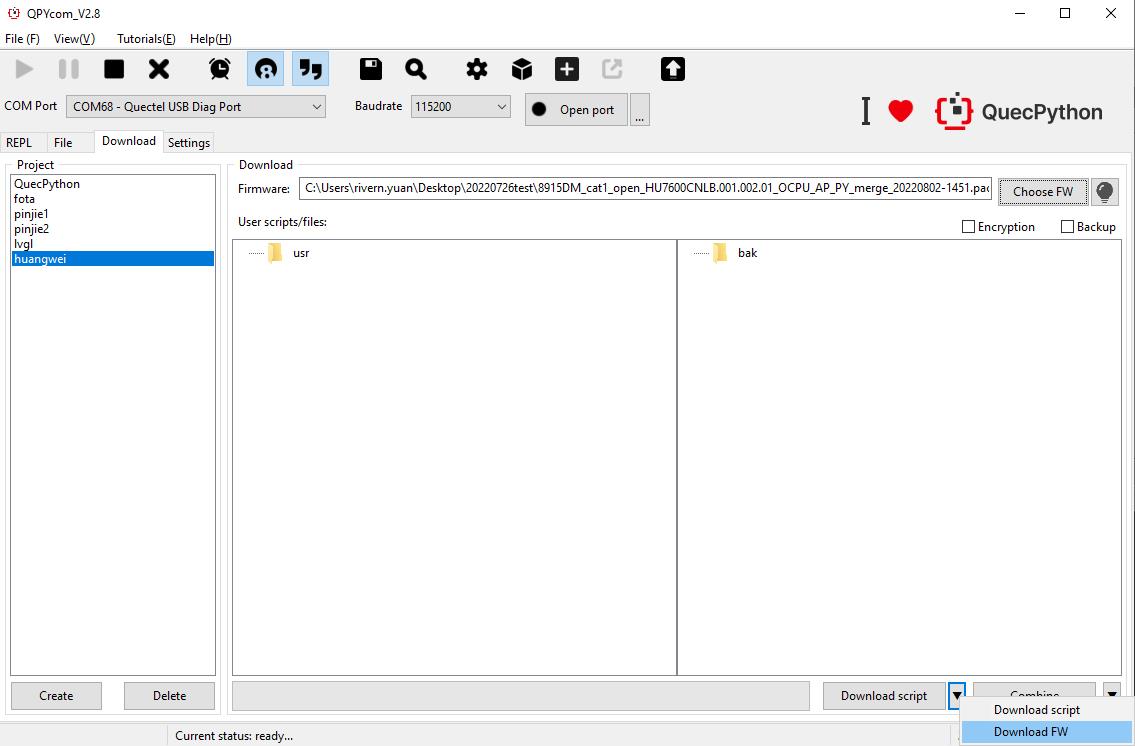 QPYcom_V2.8
File (F) View(V) Tutorials(E) Help(H)
COM Port COM68 - Quectel USB Diag Port Baudrate 115200 Open port ... I QuecPython
REPL File Download Settings
Project Download
QuecPython
fota
pinjie1
pinjie2
lvgl
huangwei
Firmware: C:\Users\rivern.yuan\Desktop\20220726test\8915DM_cat1_open_HU7600CNLB.001.002.01_OCPU_AP_PY_merge_20220802-1451.pac Choose FW
User scripts/files: Encryption Backup
usr bak
Create Delete Download script Combine
Download script
Download FW
Current status: ready...